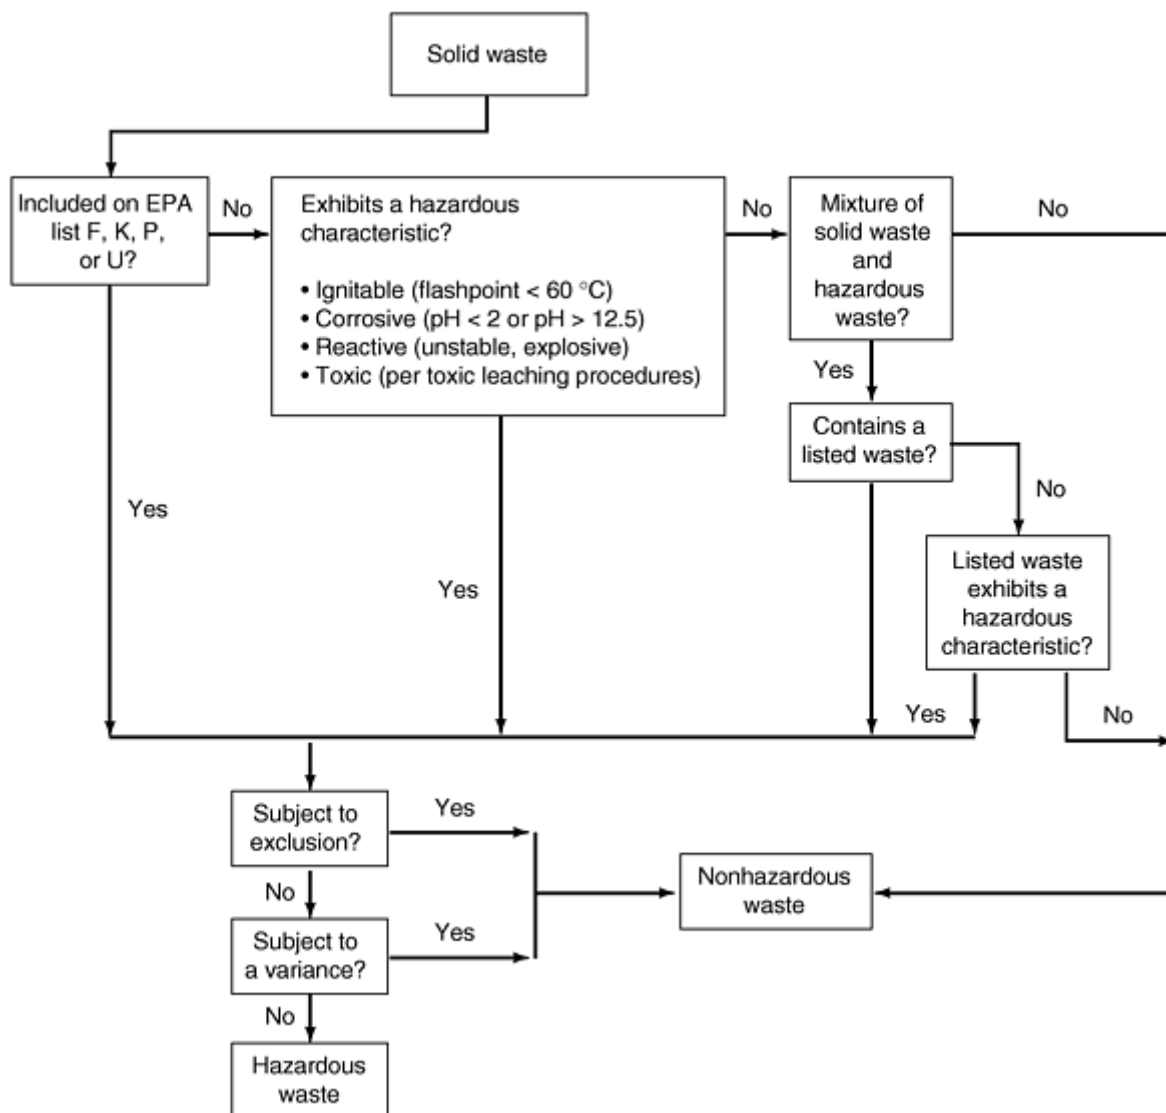 Solid waste
Included on EPA
list F, K, P,
or U?
No
Exhibits a hazardous
characteristic?
• Ignitable (flashpoint < 60 °C)
• Corrosive (pH < 2 or pH > 12.5)
• Reactive (unstable, explosive)
• Toxic (per toxic leaching procedures)
No
Mixture of
solid waste
and
hazardous
waste?
No
Yes
Contains a
listed waste?
No
Yes
Yes
Listed waste
exhibits a
hazardous
characteristic?
Yes
No
Subject to
exclusion?
Yes
No
Nonhazardous
waste
Subject to
a variance?
Yes
No
Hazardous
waste